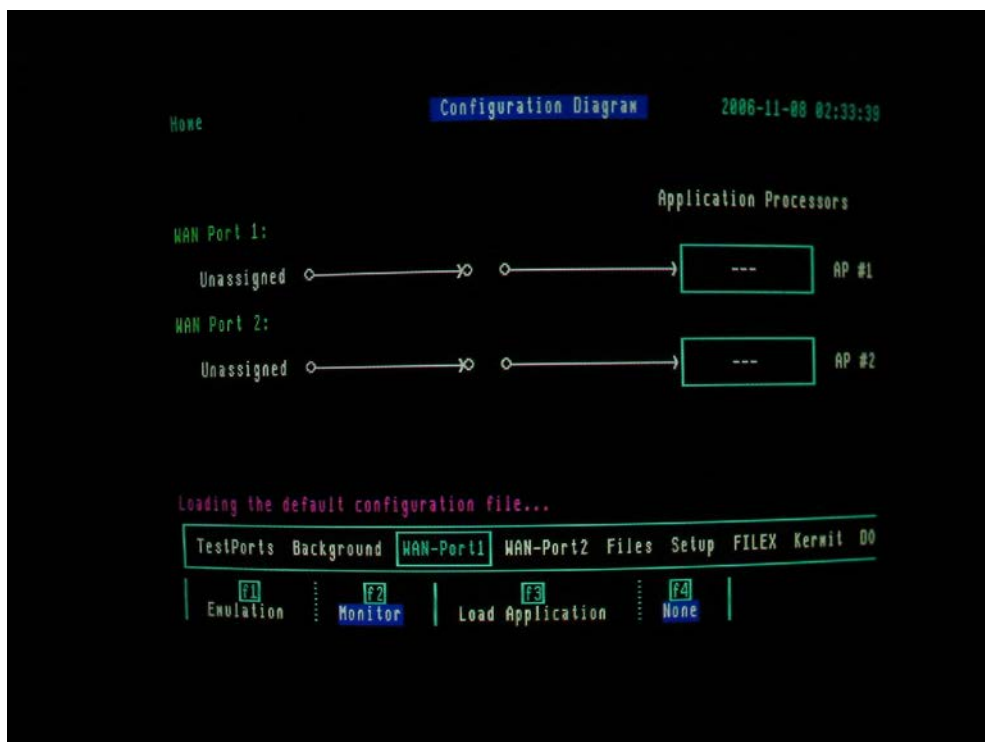 Home Configuration Diagram 2006-11-08 02:33:39
Application Processors
WAN Port 1:
Unassigned --- AP #1
WAN Port 2:
Unassigned --- AP #2
Loading the default configuration file...
TestPorts Background WAN-Port1 WAN-Port2 Files Setup FILEX Kermit DO
f1 f2 f3 f4
Emulation Monitor Load Application None